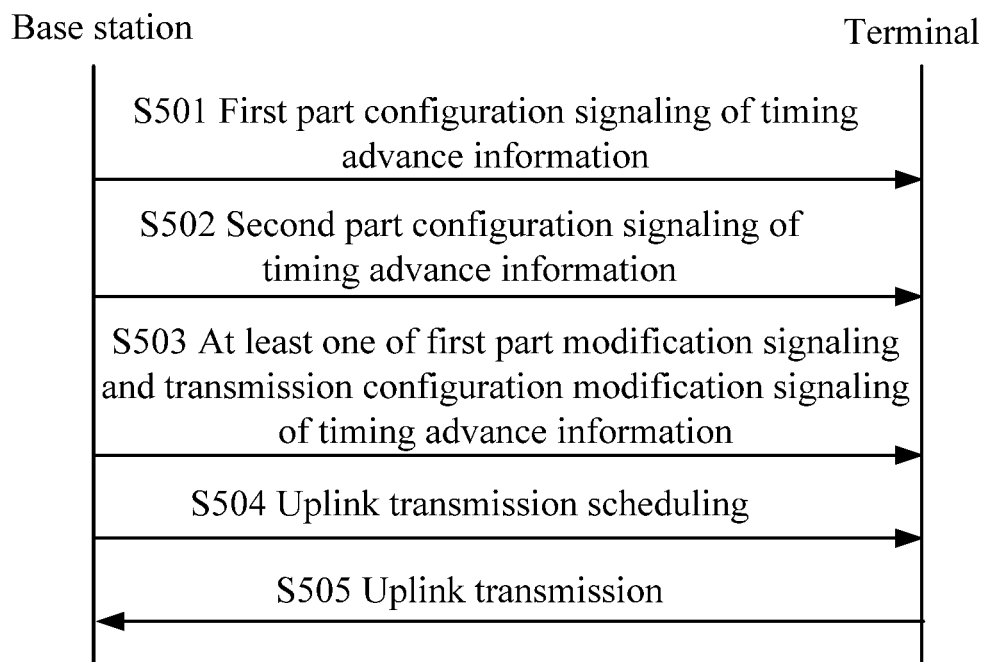 Base station
Terminal
S501 First part configuration signaling of timing
advance information
S502 Second part configuration signaling of
timing advance information
S503 At least one of first part modification signaling
and transmission configuration modification signaling
of timing advance information
S504 Uplink transmission scheduling
S505 Uplink transmission